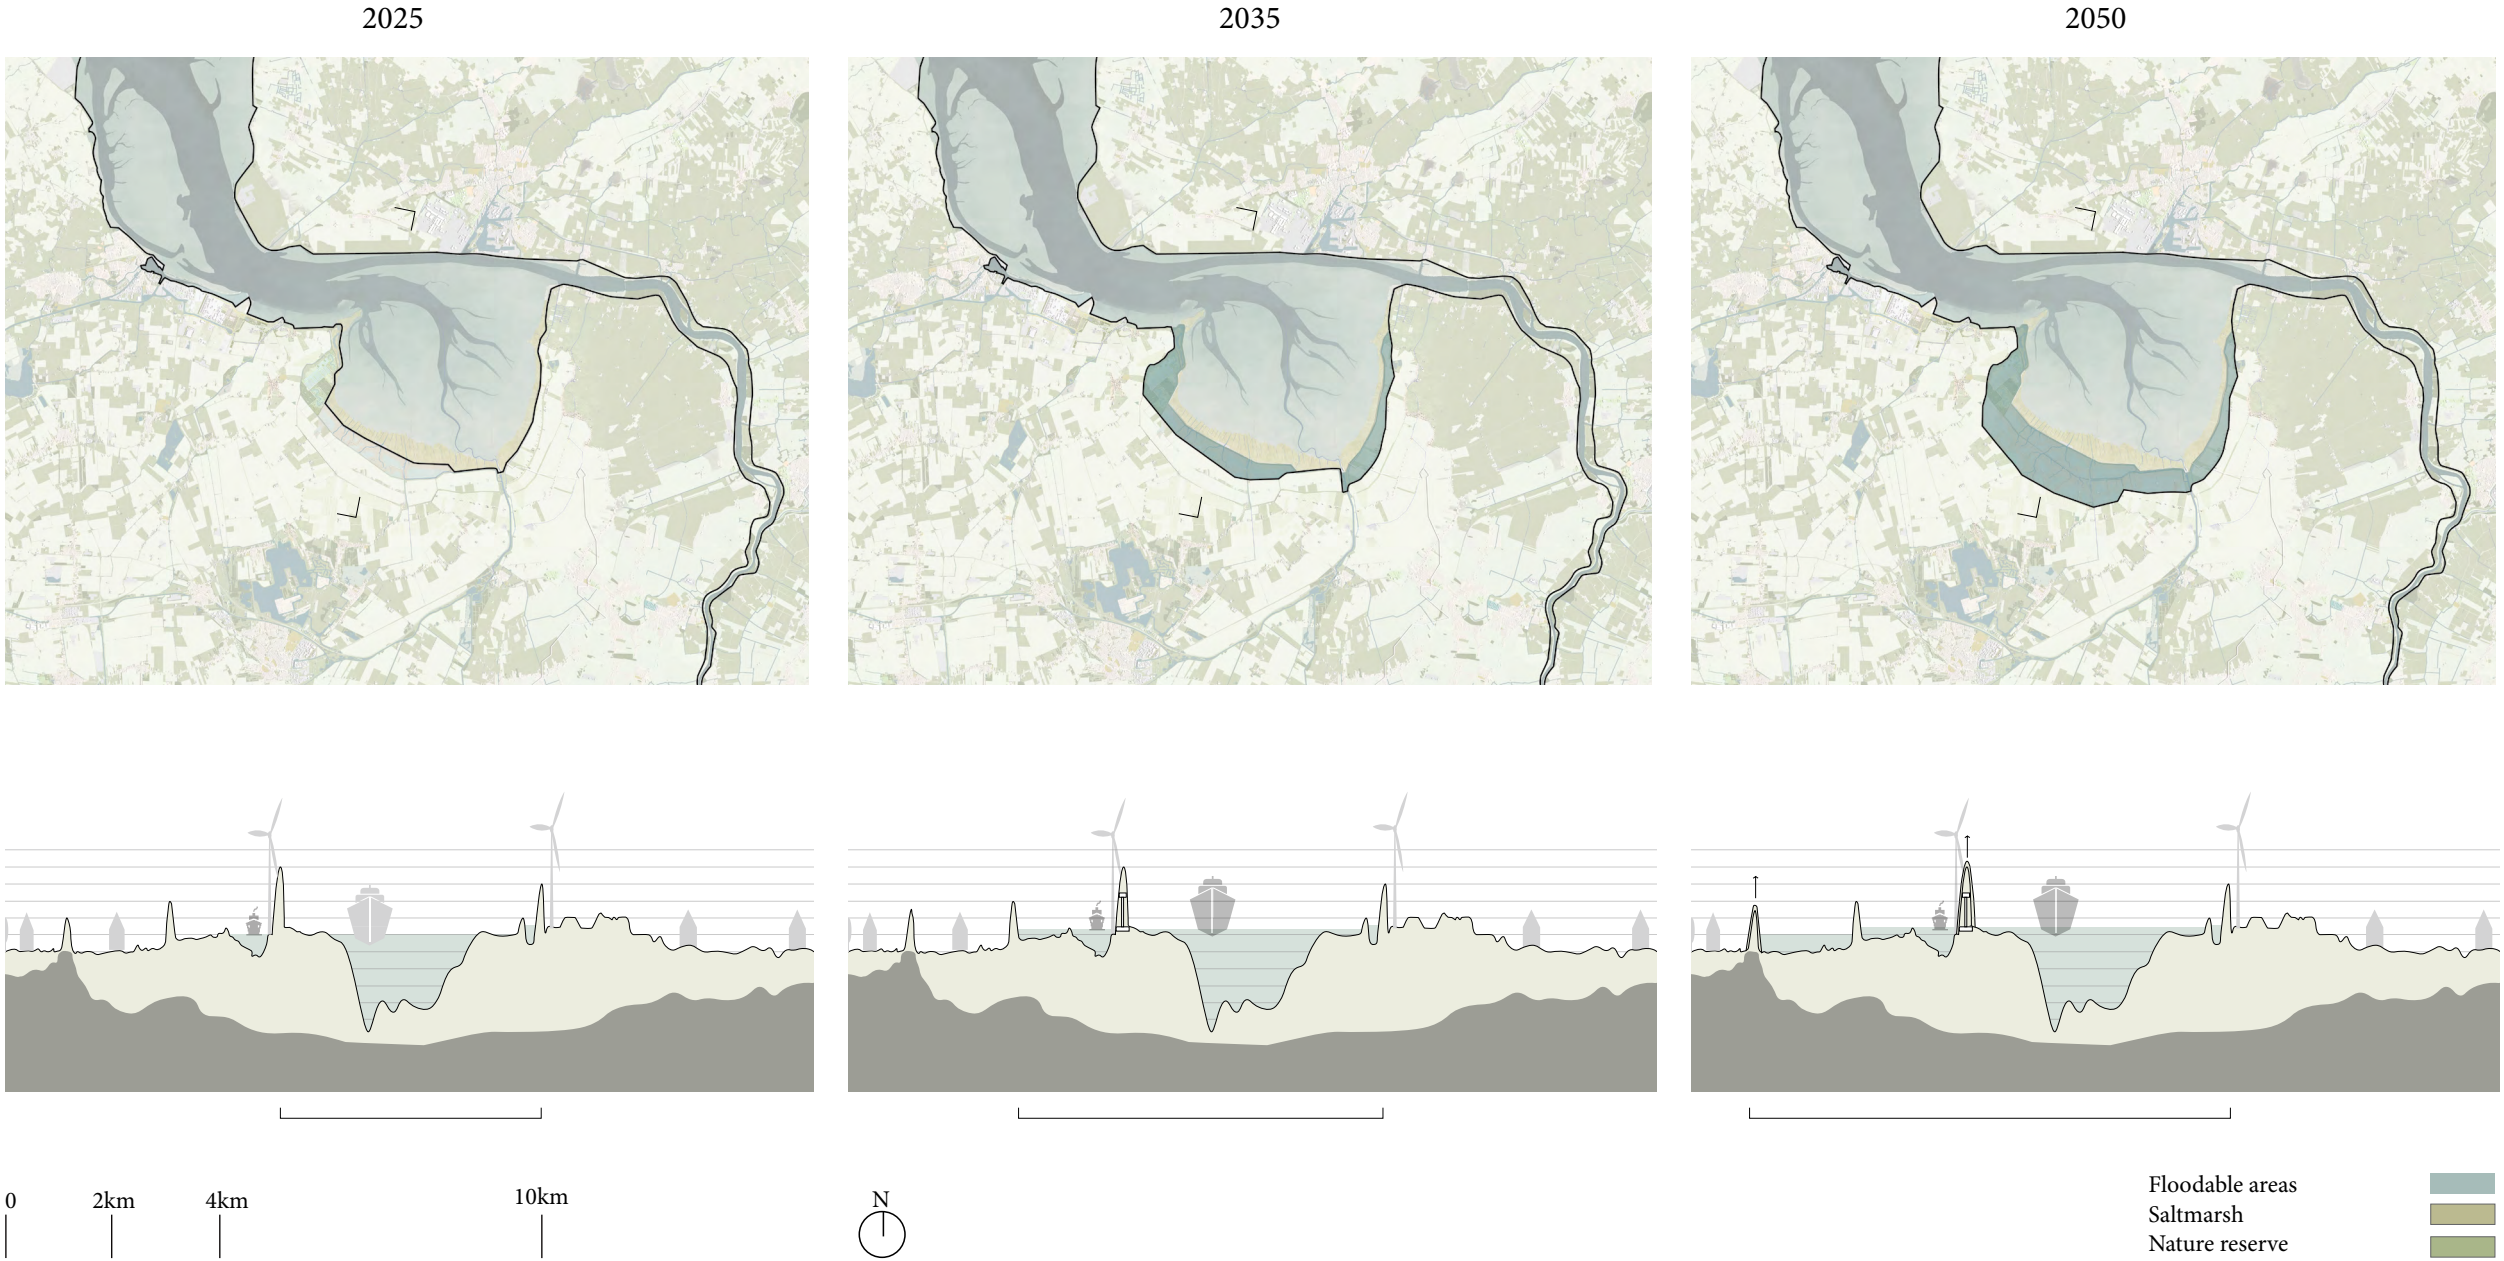 2025 2035 2050
0 2km 4km 10km
N
Floodable areas
Saltmarsh
Nature reserve